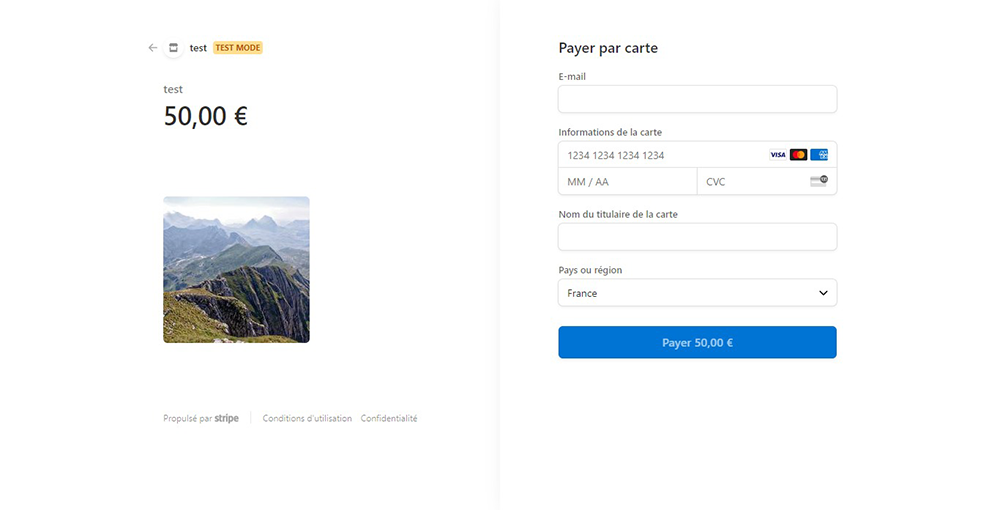 test TEST MODE
test
50,00 €
Propulsé par stripe Conditions d'utilisation Confidentialité
Payer par carte
E-mail
Informations de la carte
1234 1234 1234 1234 VISA
MM / AA CVC
Nom du titulaire de la carte
Pays ou région
France
Payer 50,00 €